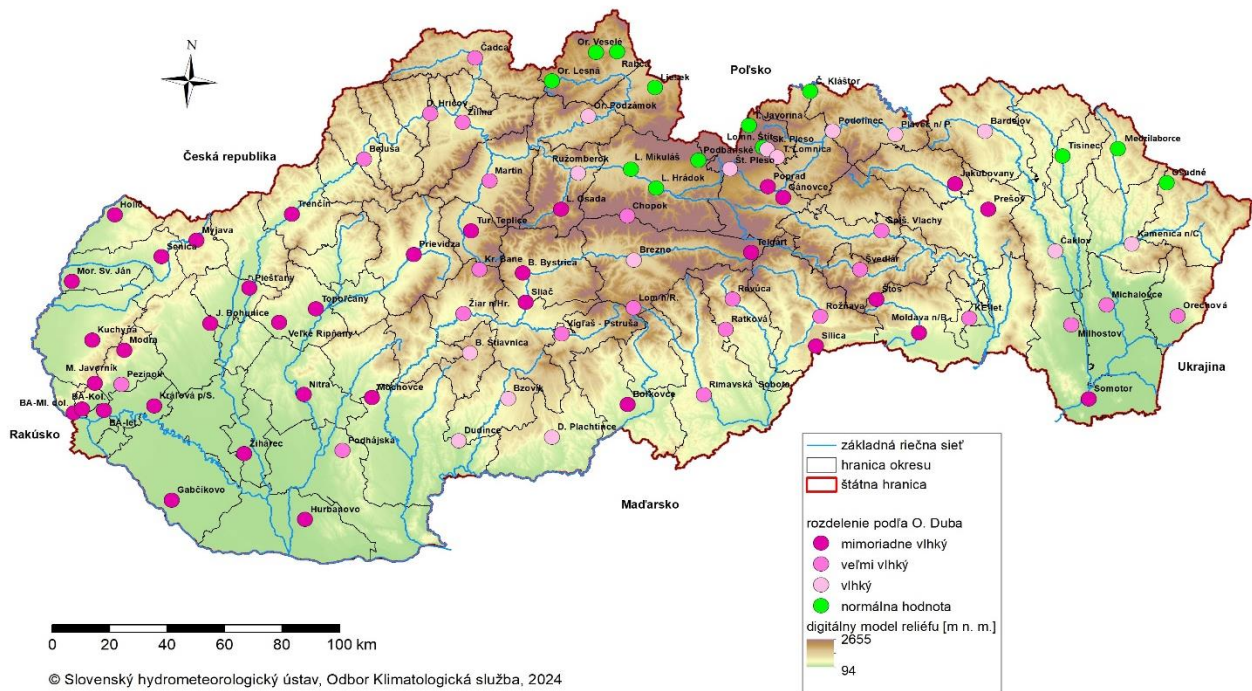 N
Česká republika
Poľsko
Ukrajina
Rakúsko
Maďarsko
Čadca
Or. Veselé
Rabča
Or. Lesná
Lietek
Or. Podzámok
D. Hričov
Žilina
Beluša
Martin
Ružomberok
L. Mikuláš
L. Hrádok
Podbanské
Č. Kláštor
T. Javorina
Lomn. Štít
Sk. Pleso
T. Lomnica
Št. Pleso
Podolínec
Plaveč n/ P.
Bardejov
Tisinec
Medzilaborce
Osadné
Poprad
Gánovce
Jakubovany
Prešov
Kamenica n/C
Holíč
Myjava
Senica
Trenčín
Mor. Sv. Ján
Piešťany
Prievidza
Tur. Teplice
L. Osada
Chopok
Kr. Bane
B. Bystrica
Brezno
Telgárt
Spiš. Vlachy
Švedlár
Čaklov
Topoľčany
J. Bohunice
Veľké Ripňany
Žiar n/Hr.
Sliač
Lom n/R.
Revúca
Ratková
Rožňava
Štós
Moldava n/B.
KE let.
Michalovce
Milhostov
Orechová
Kuchyňa
Modra
M. Javorník
Pezinok
Vígľaš - Pstruša
B. Štiavnica
Silica
Somotor
BA-Ml. dol.
BA-Kol.
BA-let.
Kráľová p/S.
Nitra
Mochovce
Bzovík
Boľkovce
Rimavská Sobota
Žihárec
Podhájska
Dudince
D. Plachtince
Gabčíkovo
Hurbanovo
základná riečna sieť
hranica okresu
štátna hranica
rozdelenie podľa O. Duba
mimoriadne vlhký
veľmi vlhký
vlhký
normálna hodnota
digitálny model reliéfu [m n. m.]
2655
94
0 20 40 60 80 100 km
© Slovenský hydrometeorologický ústav, Odbor Klimatologická služba, 2024